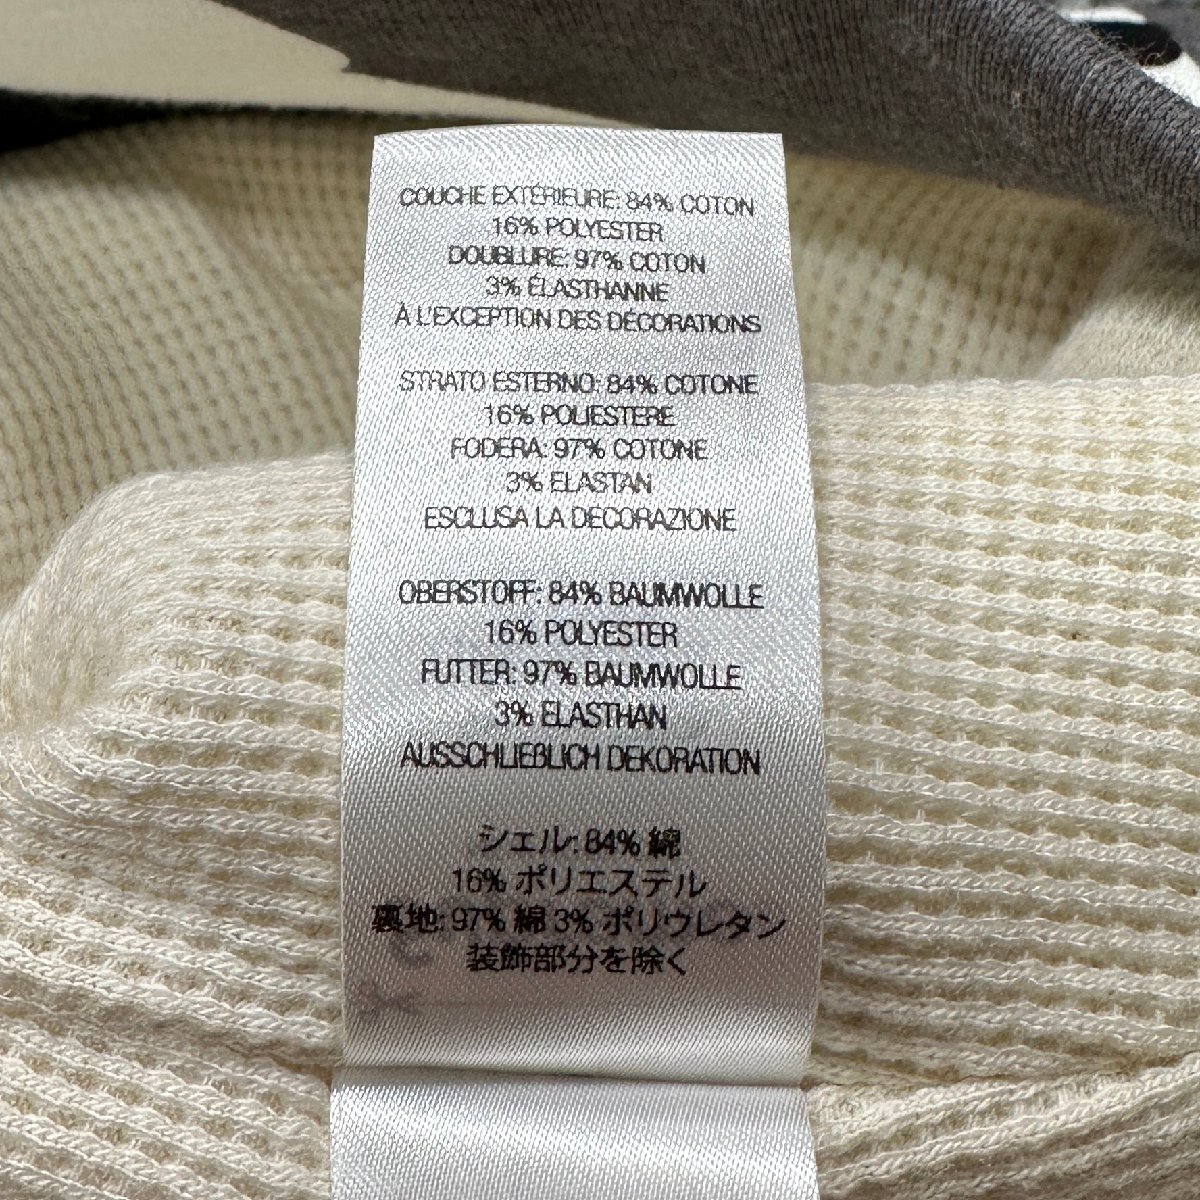 COUCHE EXTÉRIEURE: 84% COTON
16% POLYESTER
DOUBLURE: 97% COTON
3% ÉLASTHANNE
À L'EXCEPTION DES DÉCORATIONS
STRATO ESTERNO: 84% COTONE
16% POLIESTERE
FODERA: 97% COTONE
3% ELASTAN
ESCLUSA LA DECORAZIONE
OBERSTOFF: 84% BAUMWOLLE
16% POLYESTER
FUTTER: 97% BAUMWOLLE
3% ELASTHAN
AUSSCHLIEßLICH DEKORATION
シェル: 84% 綿
16% ポリエステル
裏地: 97% 綿 3% ポリウレタン
装飾部分を除く